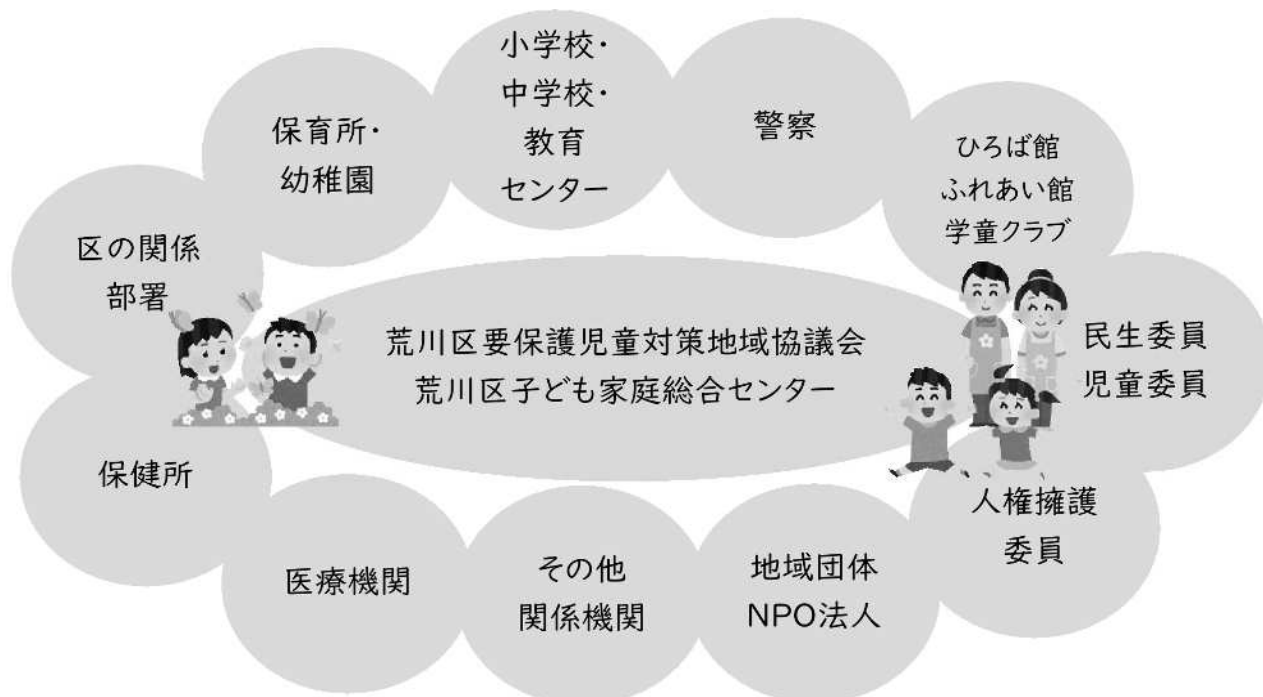 小学校・
中学校・
教育
センター
警察
保育所・
幼稚園
ひろば館
ふれあい館
学童クラブ
区の関係
部署
荒川区要保護児童対策地域協議会
荒川区子ども家庭総合センター
民生委員
児童委員
保健所
人権擁護
委員
医療機関
その他
関係機関
地域団体
NPO法人